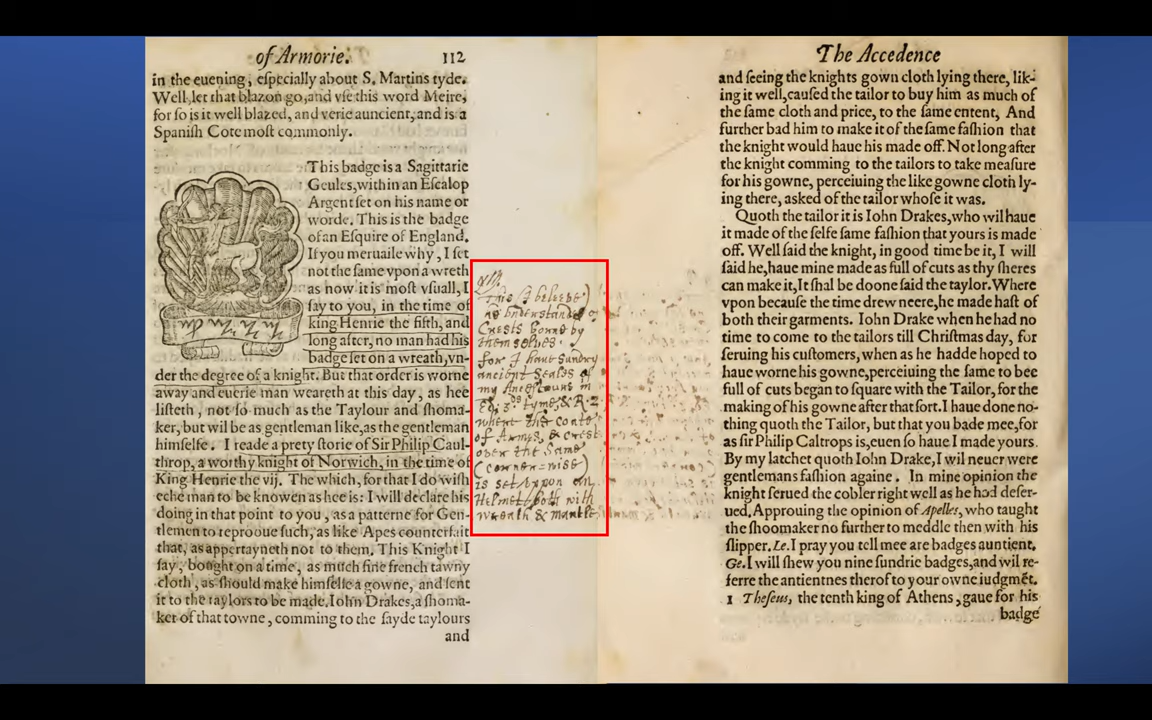 of Armorie. 112
in the euening, eſpecially about S. Martins tyde.
Well, let that blazon go, and vſe this word Meire,
for ſo is it well blazed, and verie auncient, and is a
Spaniſh Cote moſt commonly.
This badge is a Sagittarie
Geules, within an Eſcalop
Argent ſet on his name or
worde. This is the badge
of an Eſquire of England.
If you meruaile why, I ſet
not the ſame vpon a wreth
as now it is moſt vſuall, I
ſay to you, in the time of
king Henrie the fifth, and
long after, no man had his
badge ſet on a wreath, vn-
der the degree of a knight. But that order is worne
away and euerie man weareth at this day, as hee
liſteth, not ſo much as the Taylour and ſhoma-
ker, but wil be as gentleman like, as the gentleman
himſelfe. I reade a prety ſtorie of Sir Philip Caul-
throp, a worthy knight of Norwich, in the time of
King Henrie the vij. The which, for that I do wiſh
eche man to be knowen as hee is: I will declare his
doing in that point to you, as a patterne for Gen-
tlemen to reprooue ſuch, as like Apes counterfait
that, as appertayneth not to them. This Knight I
ſay, bought on a time, as much fine french tawny
cloth, as ſhould make himſelfe a gowne, and ſent
it to the taylors to be made. Iohn Drakes, a ſhoma-
ker of that towne, comming to the ſayde taylours
and
This I beleeve)
as vnderstand of
Crests borne by
themselves.
for I haue Sundry
ancient Seales of
my Ancestours in
Ed: 3.ds tyme, & R. 2.
where the coate
of Armes, & crest
over the Same
(corner-wise)
is set vpon an
Helmet both with
wreath & mantle
The Accedence
and ſeeing the knights gown cloth lying there, lik-
ing it well, cauſed the tailor to buy him as much of
the ſame cloth and price, to the ſame entent, And
further bad him to make it of the ſame faſhion that
the knight would haue his made off. Not long after
the knight comming to the tailors to take meaſure
for his gowne, perceiuing the like gowne cloth ly-
ing there, asked of the tailor whoſe it was.
Quoth the tailor it is Iohn Drakes, who wil haue
it made of the ſelfe ſame faſhion that yours is made
off. Well ſaid the knight, in good time be it, I will
ſaid he, haue mine made as full of cuts as thy ſheres
can make it, It ſhal be doone ſaid the taylor. Where
vpon becauſe the time drew neere, he made haſt of
both their garments. Iohn Drake when he had no
time to come to the tailors till Chriſtmas day, for
ſeruing his cuſtomers, when as he hadde hoped to
haue worne his gowne, perceiuing the ſame to bee
full of cuts began to ſquare with the Tailor, for the
making of his gowne after that ſort. I haue done no-
thing quoth the Tailor, but that you bade mee, for
as ſir Philip Caltrops is, euen ſo haue I made yours.
By my latchet quoth Iohn Drake, I wil neuer were
gentlemans faſhion againe. In mine opinion the
knight ſerued the cobler right well as he had deſer-
ued. Approuing the opinion of Apelles, who taught
the ſhoomaker no further to meddle then with his
ſlipper. Le. I pray you tell mee are badges auntient.
Ge. I will ſhew you nine ſundric badges, and wil re-
ferre the antientnes therof to your owne iudgmēt.
1 Theſeus, the tenth king of Athens, gaue for his
badge